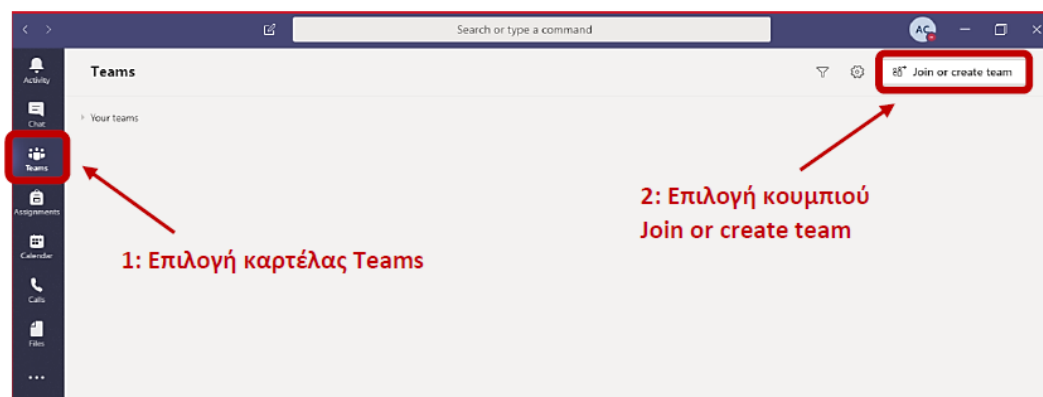 Search or type a command
AC
Activity
Teams
Join or create team
Chat
Your teams
Teams
Assignments
2: Επιλογή κουμπιού
Join or create team
Calendar
1: Επιλογή καρτέλας Teams
Calls
Files